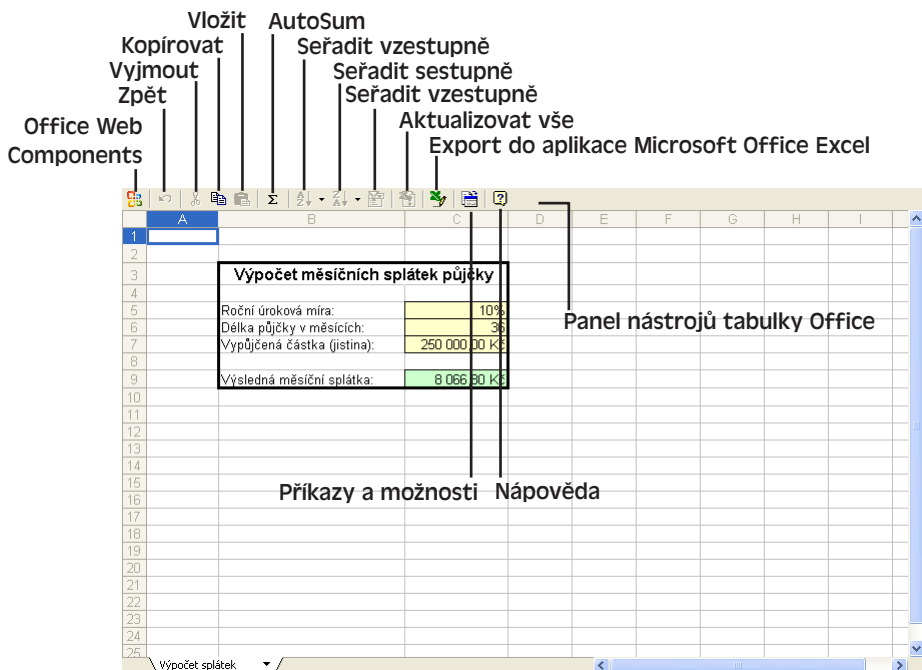 Vložit AutoSum
Kopírovat Seřadit vzestupně
Vyjmout Seřadit sestupně
Zpět Seřadit vzestupně
Office Web Components Aktualizovat vše
Export do aplikace Microsoft Office Excel
A B C D E F G H I
1
2
3 Výpočet měsíčních splátek půjčky
4
5 Roční úroková míra: 10%
6 Délka půjčky v měsících: 36
7 Vypůjčená částka (jistina): 250 000,00 Kč
8
9 Výsledná měsíční splátka: 8 066,80 Kč
10
11
12
13
14
15
16
17
18
19
20
21
22
23
24
25
Panel nástrojů tabulky Office
Příkazy a možnosti Nápověda
Výpočet splátek